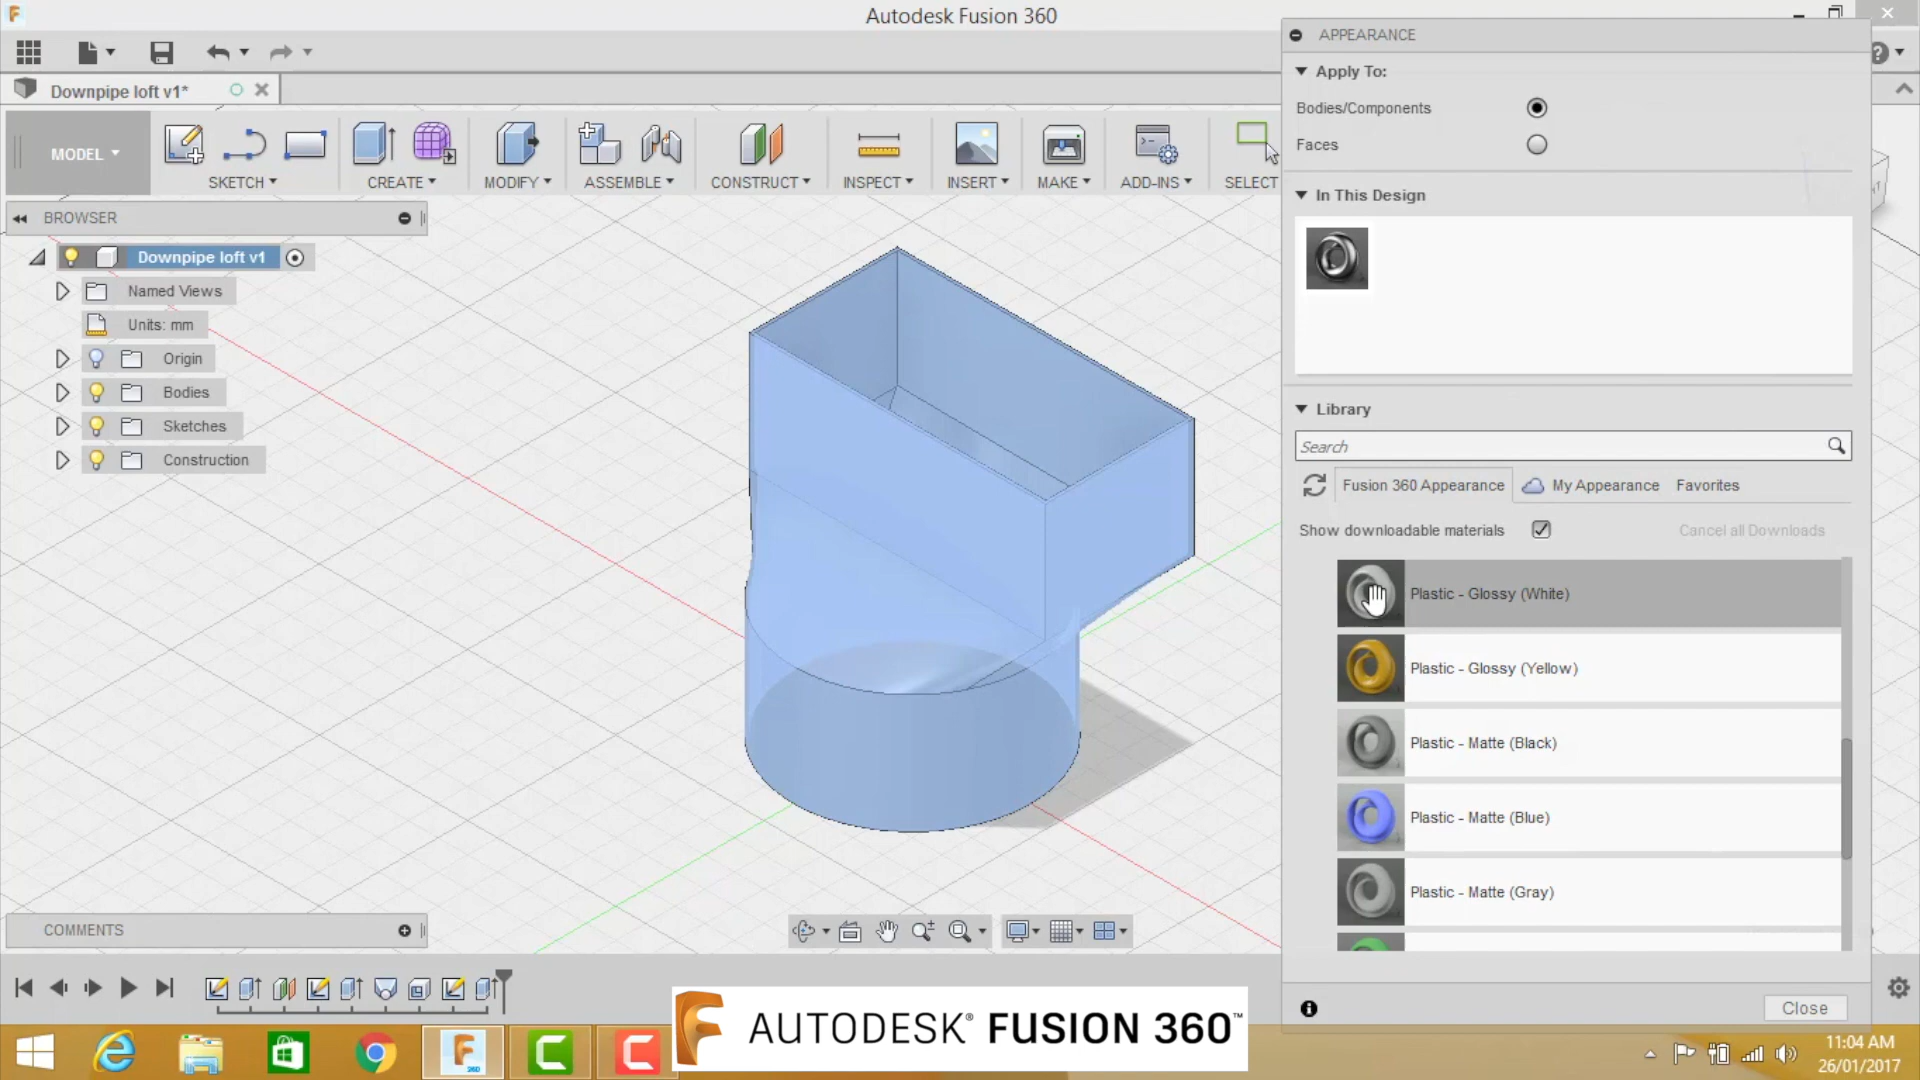 Autodesk Fusion 360
Downpipe loft v1*
MODEL
SKETCH
CREATE
MODIFY
ASSEMBLE
CONSTRUCT
INSPECT
INSERT
MAKE
ADD-INS
SELECT
BROWSER
Downpipe loft v1
Named Views
Units: mm
Origin
Bodies
Sketches
Construction
COMMENTS
APPEARANCE
Apply To:
Bodies/Components
Faces
In This Design
Library
Search
Fusion 360 Appearance My Appearance Favorites
Show downloadable materials Cancel all Downloads
Plastic - Glossy (White)
Plastic - Glossy (Yellow)
Plastic - Matte (Black)
Plastic - Matte (Blue)
Plastic - Matte (Gray)
Close
AUTODESK® FUSION 360™
11:04 AM
26/01/2017